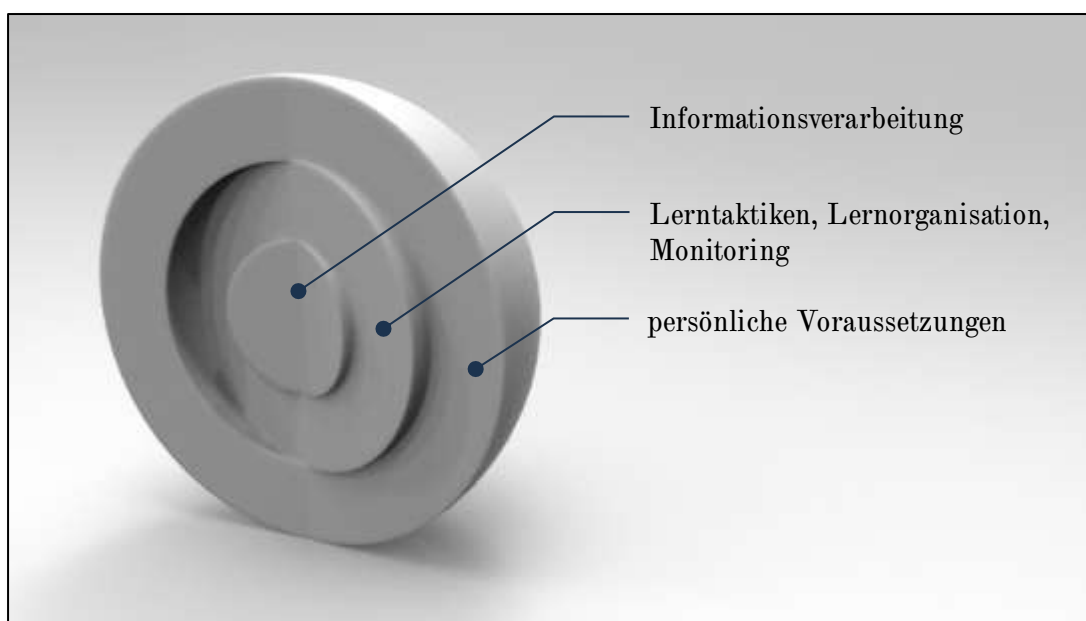 Informationsverarbeitung
Lerntaktiken, Lernorganisation,
Monitoring
persönliche Voraussetzungen